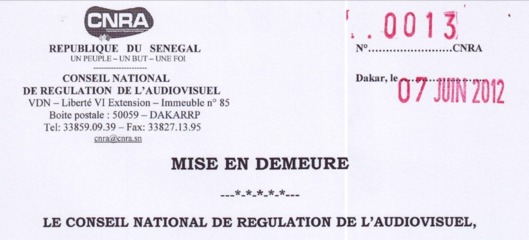 CNRA
REPUBLIQUE DU SENEGAL
UN PEUPLE – UN BUT – UNE FOI
--------------------
CONSEIL NATIONAL
DE REGULATION DE L'AUDIOVISUEL
VDN – Liberté VI Extension – Immeuble n° 85
Boite postale : 50059 – DAKARRP
Tel: 33859.09.39 – Fax: 33827.13.95
cnra@cnra.sn
0013
N°..............................CNRA
Dakar, le 07 JUIN 2012
MISE EN DEMEURE
---*-*-*-*-*---
LE CONSEIL NATIONAL DE REGULATION DE L'AUDIOVISUEL,